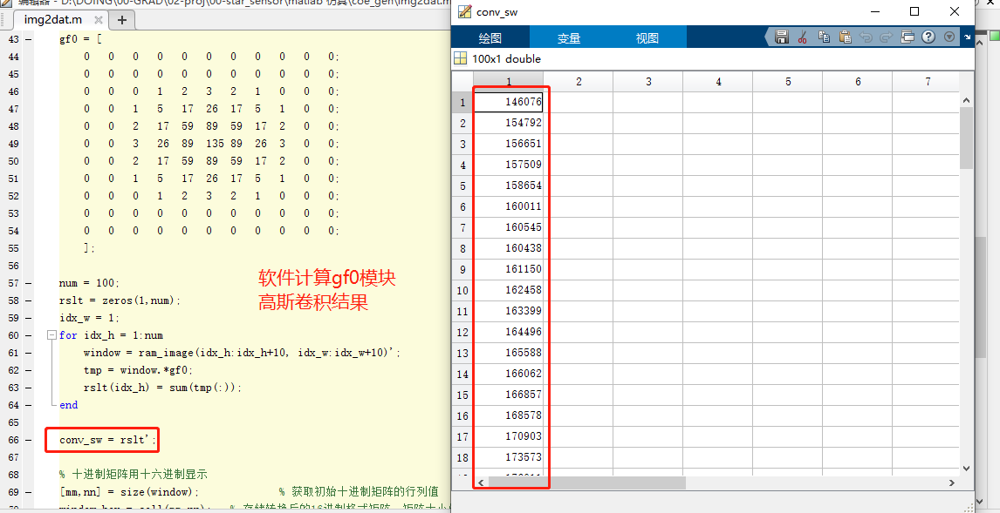 编辑器 - D:\DOING\00-GRAD\02-proj\00-star_sensor\matlab 仿真\coe_gen\img2dat.m
img2dat.m × +
43 – gf0 = [
44 0 0 0 0 0 0 0 0 0 0 0;
45 0 0 0 0 0 0 0 0 0 0 0;
46 0 0 0 1 2 3 2 1 0 0 0;
47 0 0 1 5 17 26 17 5 1 0 0;
48 0 0 2 17 59 89 59 17 2 0 0;
49 0 0 3 26 89 135 89 26 3 0 0;
50 0 0 2 17 59 89 59 17 2 0 0;
51 0 0 1 5 17 26 17 5 1 0 0;
52 0 0 0 1 2 3 2 1 0 0 0;
53 0 0 0 0 0 0 0 0 0 0 0;
54 0 0 0 0 0 0 0 0 0 0 0;
55 ];
56
57 – num = 100;
58 – rslt = zeros(1,num);
59 – idx_w = 1;
60 – for idx_h = 1:num
61 – window = ram_image(idx_h:idx_h+10, idx_w:idx_w+10)';
62 – tmp = window.*gf0;
63 – rslt(idx_h) = sum(tmp(:));
64 – end
65
66 – conv_sw = rslt';
67
68 % 十进制矩阵用十六进制显示
69 – [mm,nn] = size(window); % 获取初始十进制矩阵的行列值
软件计算gf0模块
高斯卷积结果
conv_sw
绘图 变量 视图
100x1 double
1 2 3 4 5 6 7
1 146076
2 154792
3 156651
4 157509
5 158654
6 160011
7 160545
8 160438
9 161150
10 162458
11 163399
12 164496
13 165588
14 166062
15 166857
16 168578
17 170903
18 173573